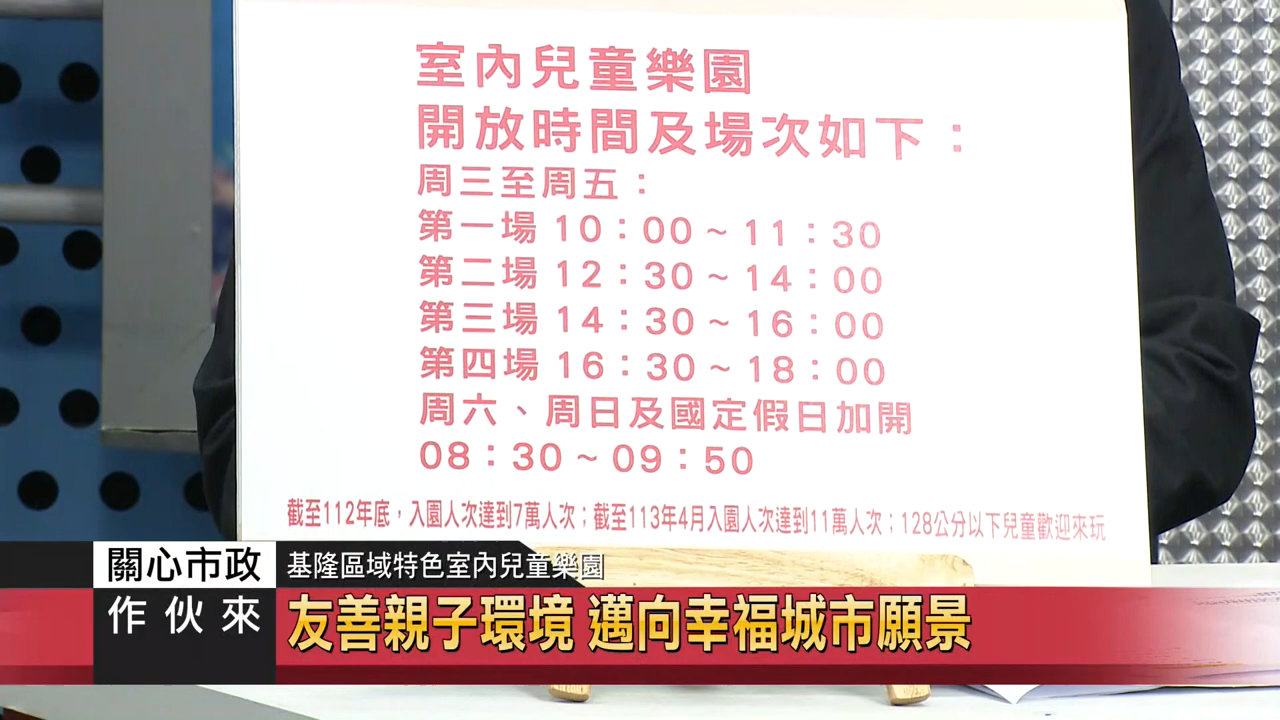 室內兒童樂園
開放時間及場次如下：
周三至周五：
第一場 10：00～11：30
第二場 12：30～14：00
第三場 14：30～16：00
第四場 16：30～18：00
周六、周日及國定假日加開
08：30～09：50
截至112年底，入園人次達到7萬人次；截至113年4月入園人次達到11萬人次；128公分以下兒童歡迎來玩
關心市政
作伙來
基隆區域特色室內兒童樂園
友善親子環境 邁向幸福城市願景